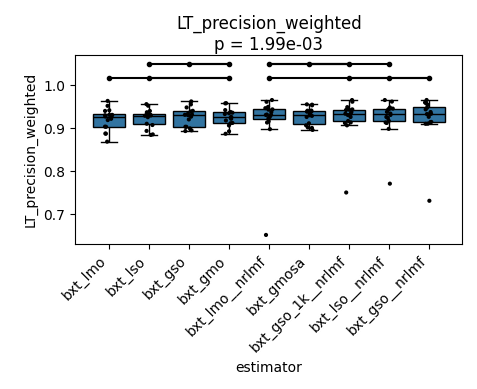 LT_precision_weighted
p = 1.99e-03
LT_precision_weighted
1.0
0.9
0.8
0.7
bxt_lmo
bxt_lso
bxt_gso
bxt_gmo
bxt_lmo__nrlmf
bxt_gmosa
bxt_gso_1k__nrlmf
bxt_lso__nrlmf
bxt_gso__nrlmf
estimator